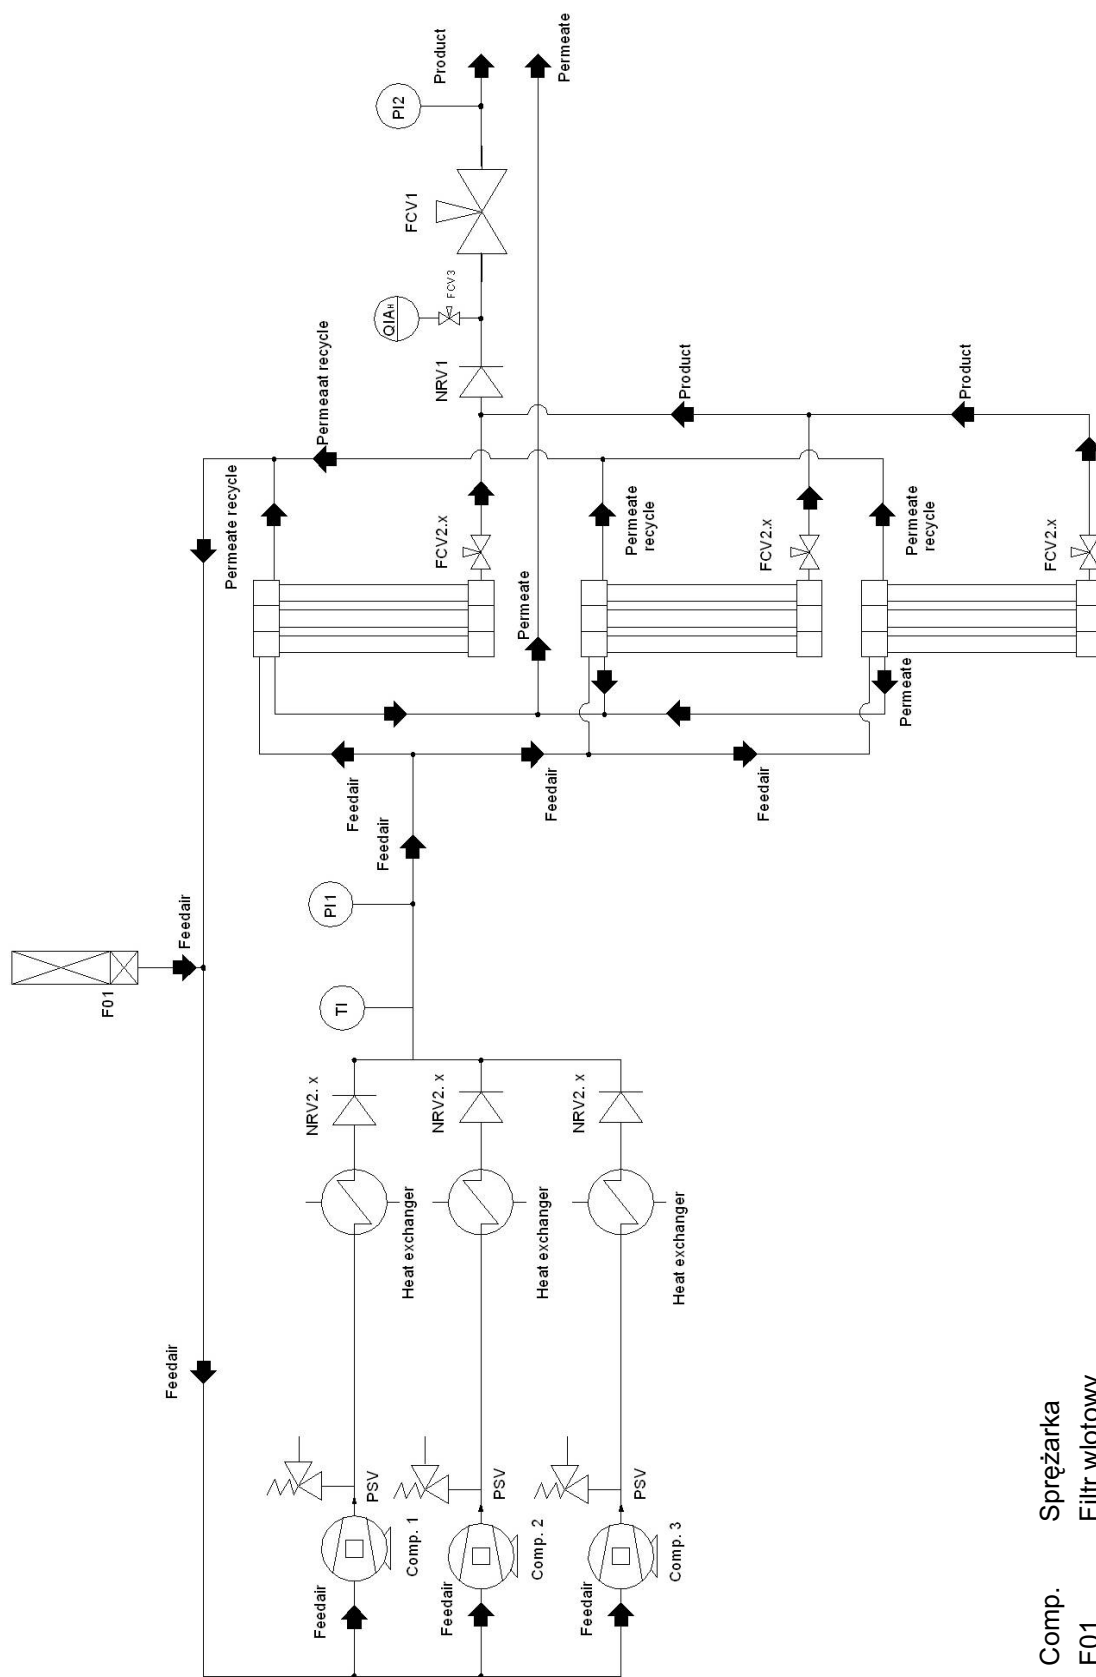 F01
Feedair
Feedair
Permeate recycle
Permeaat recycle
Feedair
Comp. 1
PSV
Heat exchanger
NRV2. x
TI
PI1
Feedair
Feedair
FCV2.x
NRV1
QIAH
FCV3
FCV1
PI2
Product
Permeate
Feedair
Comp. 2
PSV
Heat exchanger
NRV2. x
Feedair
Permeate
Permeate
recycle
FCV2.x
Product
Feedair
Comp. 3
PSV
Heat exchanger
NRV2. x
Feedair
Permeate
Permeate
recycle
FCV2.x
Comp. Sprężarka
F01 Filtr wlotowy